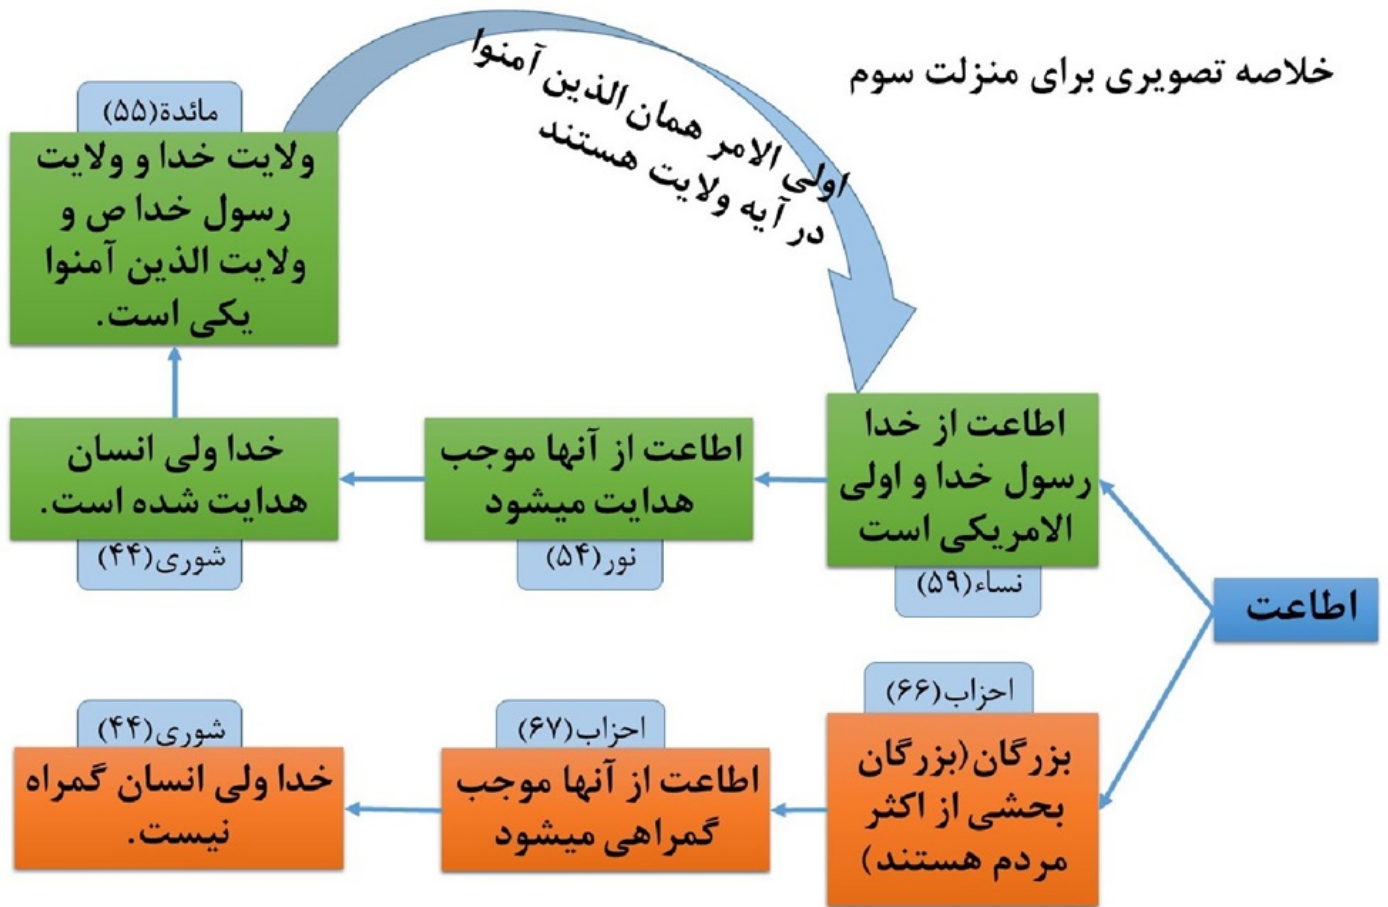 خلاصه تصویری برای منزلت سوم
اطاعت
اطاعت از خدا
رسول خدا و اولی
الامریکی است
نساء(۵۹)
اطاعت از آنها موجب
هدایت میشود
نور(۵۴)
خدا ولی انسان
هدایت شده است.
شوری(۴۴)
مائدة(۵۵)
ولایت خدا و ولایت
رسول خدا ص و
ولایت الذین آمنوا
یکی است.
اولی الامر همان الذین آمنوا
در آیه ولایت هستند
احزاب(۶۶)
بزرگان(بزرگان
بحشی از اکثر
مردم هستند)
احزاب(۶۷)
اطاعت از آنها موجب
گمراهی میشود
شوری(۴۴)
خدا ولی انسان گمراه
نیست.